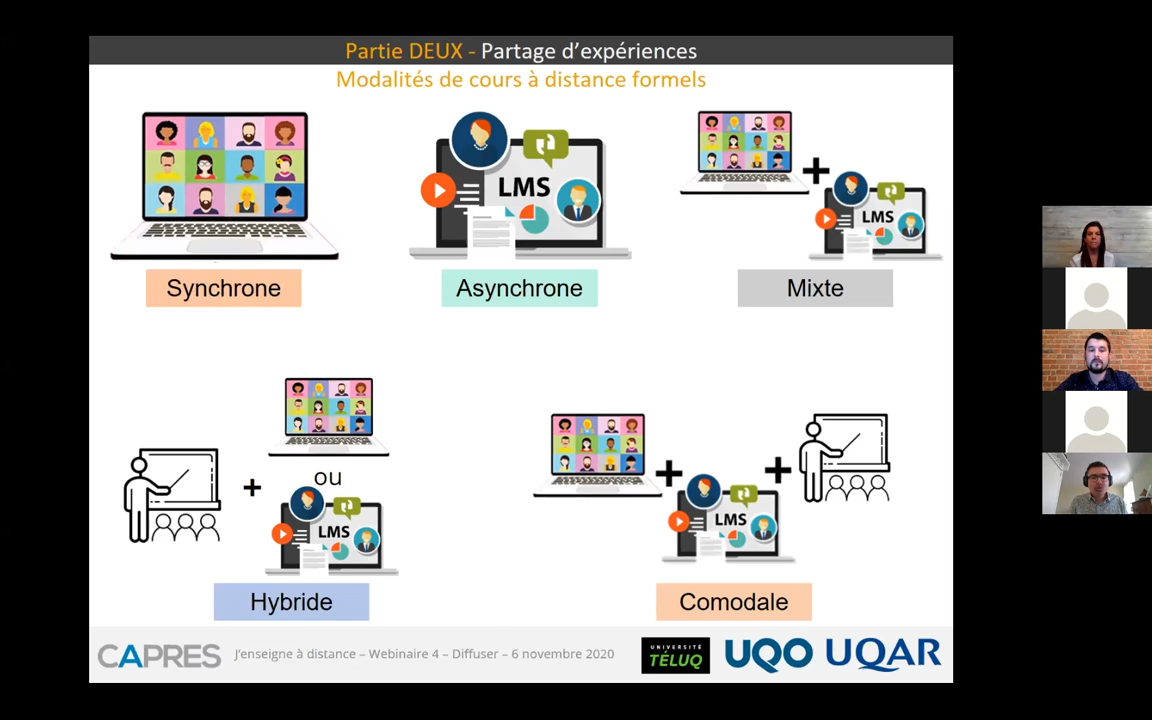 Partie DEUX - Partage d’expériences
Modalités de cours à distance formels
LMS
LMS
Synchrone
Asynchrone
Mixte
ou
LMS
LMS
Hybride
Comodale
CAPRES
J’enseigne à distance – Webinaire 4 – Diffuser – 6 novembre 2020
UNIVERSITÉ
TÉLUQ
UQO
UQAR